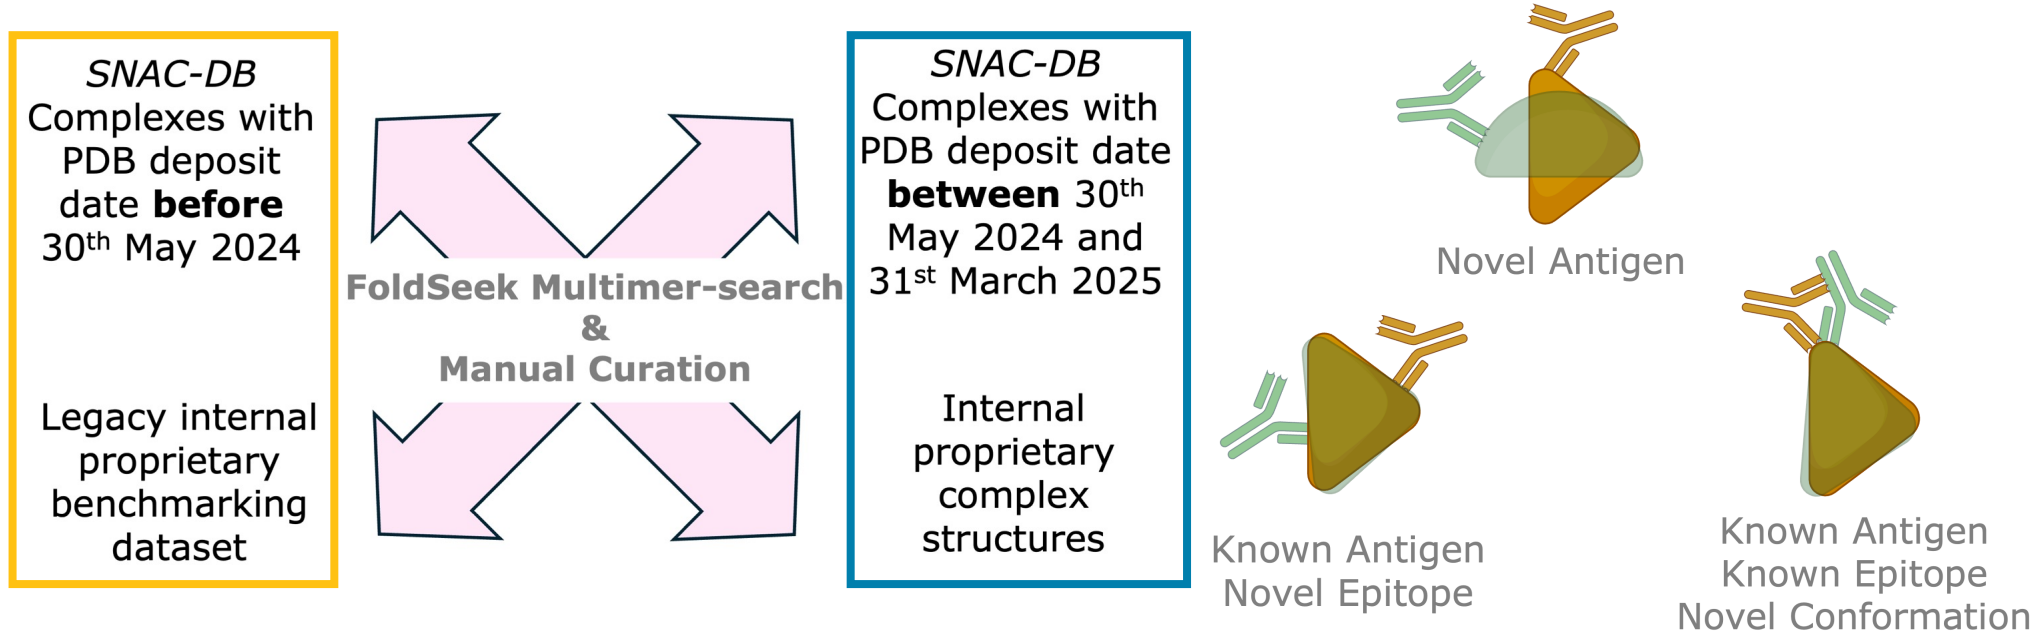 SNAC-DB
Complexes with
PDB deposit
date before
30th May 2024
Legacy internal
proprietary
benchmarking
dataset
FoldSeek Multimer-search
&
Manual Curation
SNAC-DB
Complexes with
PDB deposit date
between 30th
May 2024 and
31st March 2025
Internal
proprietary
complex
structures
Novel Antigen
Known Antigen
Novel Epitope
Known Antigen
Known Epitope
Novel Conformation